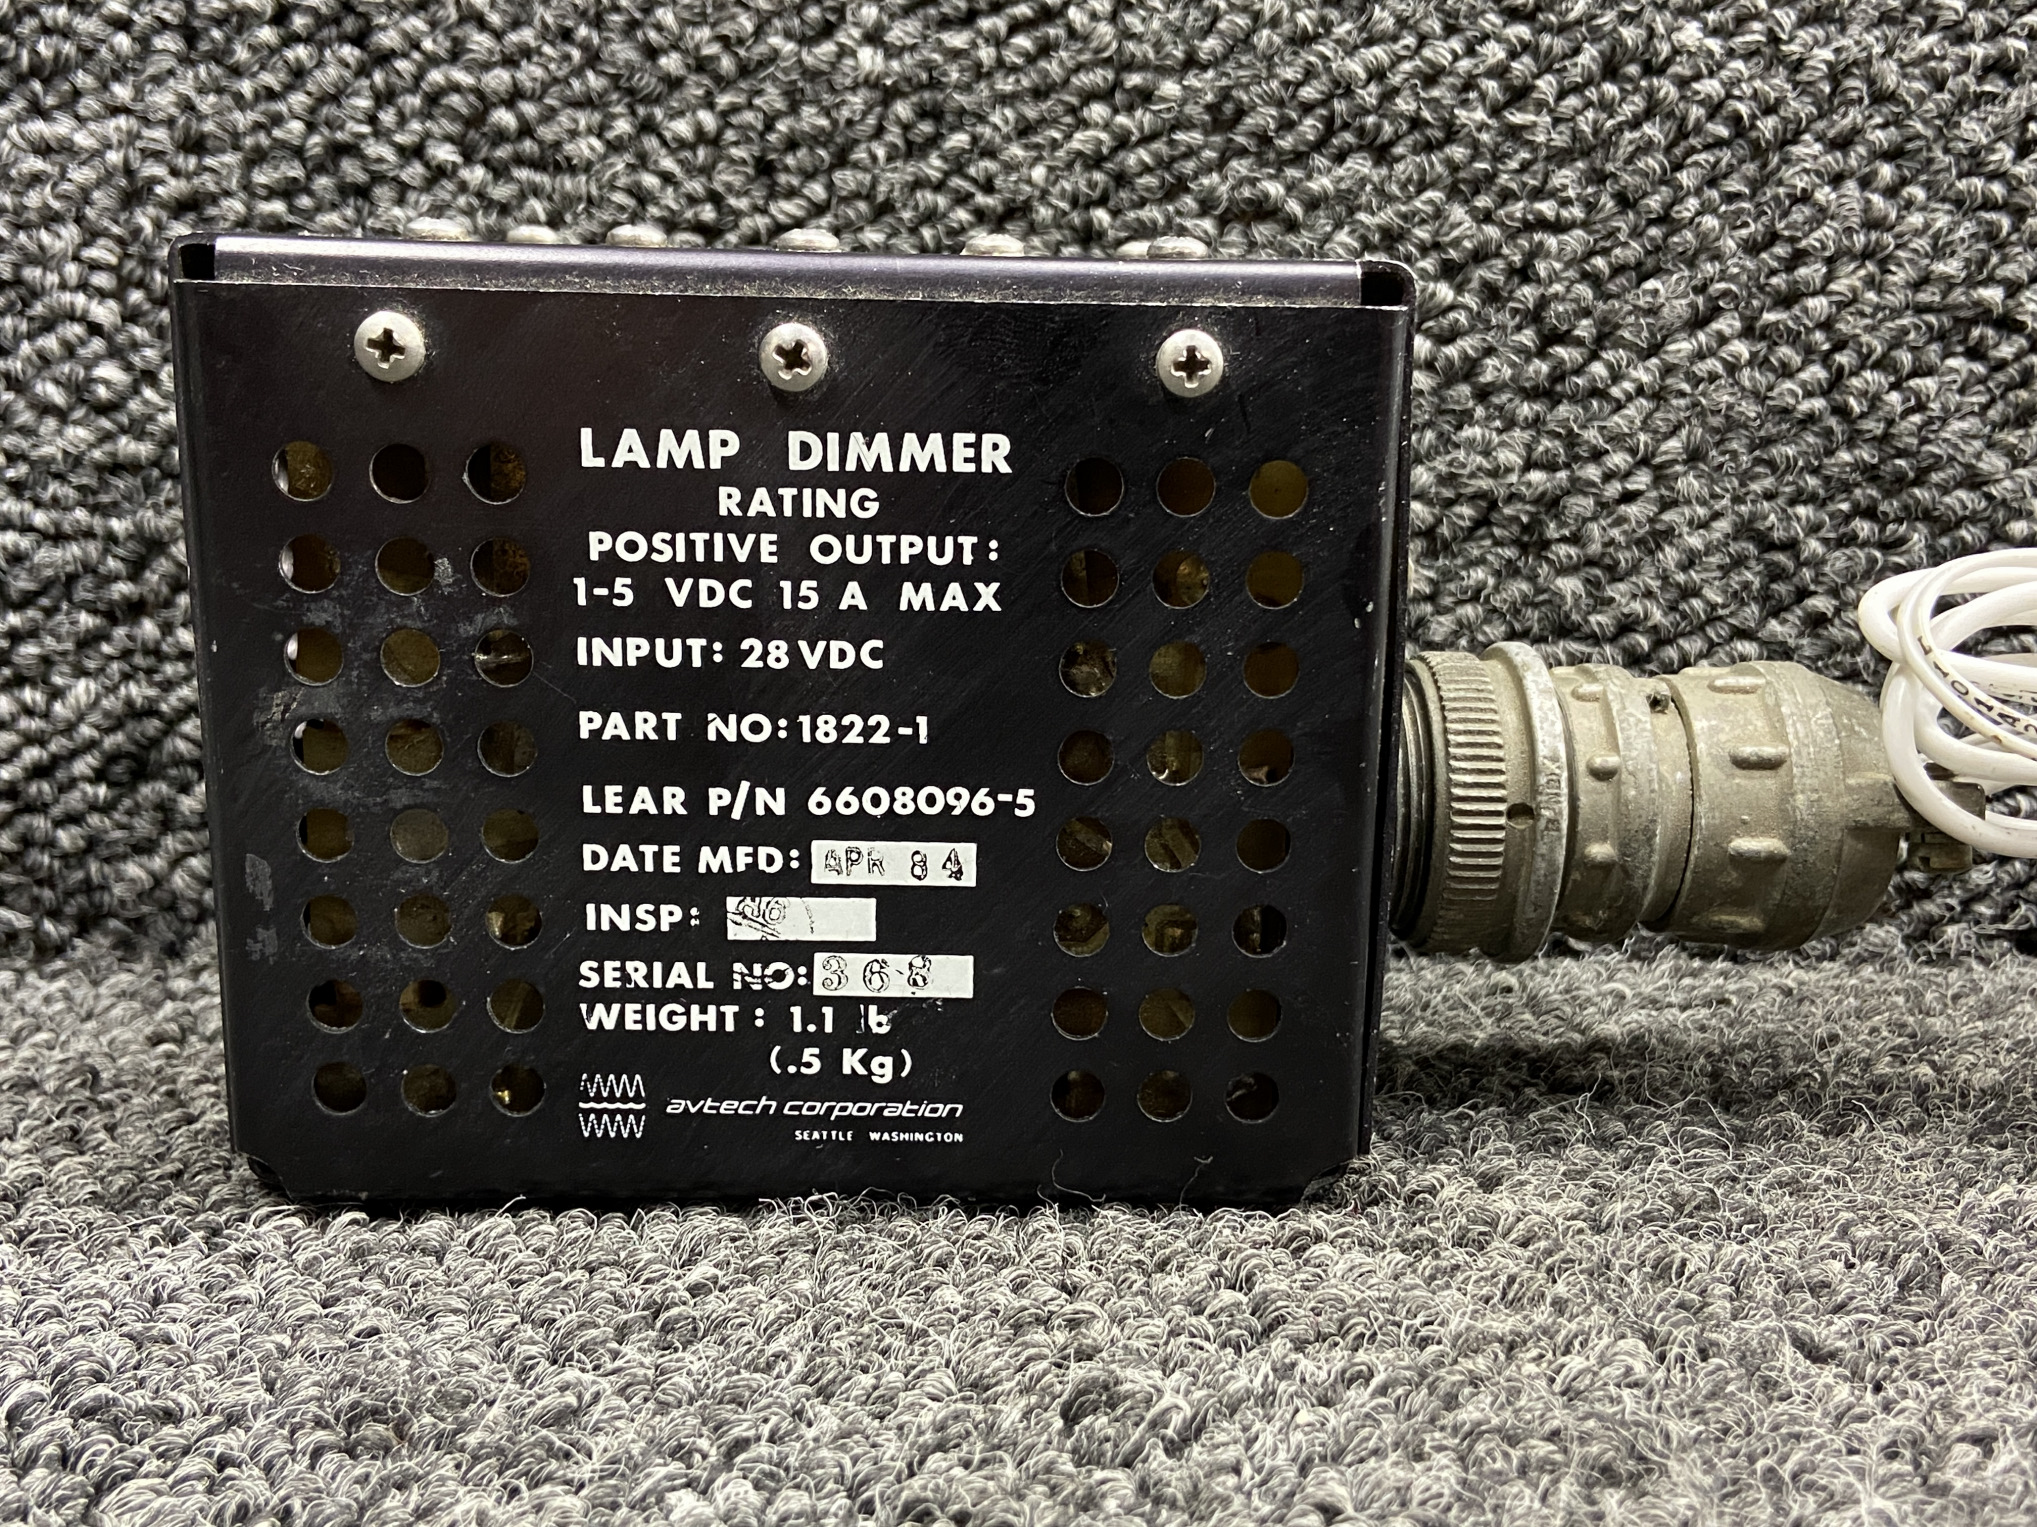 LAMP DIMMER
RATING
POSITIVE OUTPUT:
1-5 VDC 15 A MAX
INPUT: 28 VDC
PART NO: 1822-1
LEAR P/N 6608096-5
DATE MFD: APR 84
INSP:
SERIAL NO: 368
WEIGHT : 1.1 lb
(.5 Kg)
avtech corporation
SEATTLE WASHINGTON